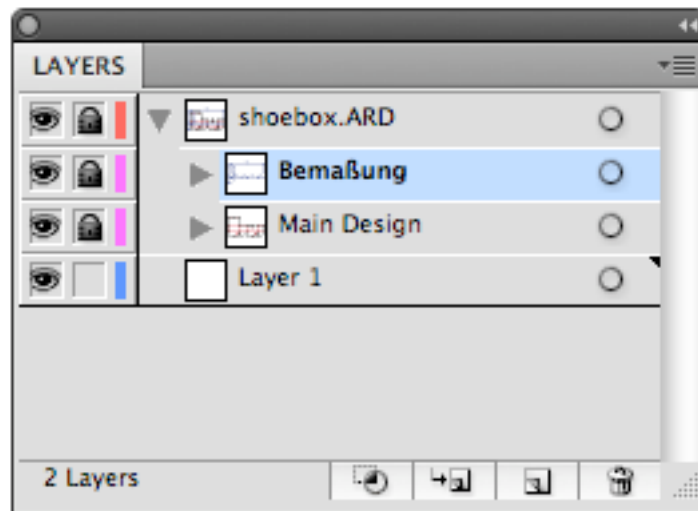 LAYERS
shoebox.ARD
Bemaßung
Main Design
Layer 1
2 Layers